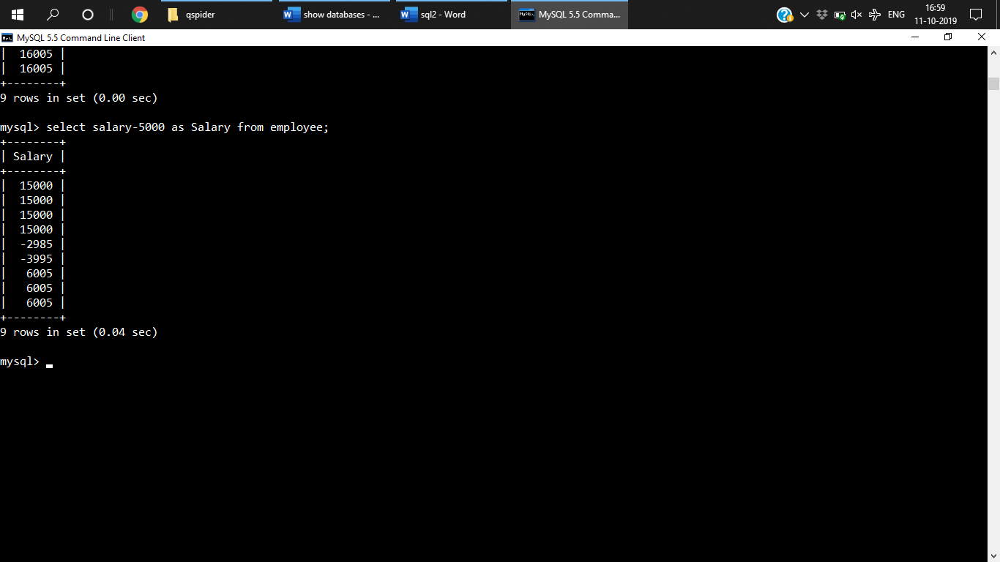 qspider
show databases - ...
sql2 - Word
MySQL 5.5 Comma...
ENG
16:59
11-10-2019
MySQL 5.5 Command Line Client
| 16005 |
| 16005 |
+--------+
9 rows in set (0.00 sec)
mysql> select salary-5000 as Salary from employee;
+--------+
| Salary |
+--------+
| 15000 |
| 15000 |
| 15000 |
| 15000 |
| -2985 |
| -3995 |
| 6005 |
| 6005 |
| 6005 |
+--------+
9 rows in set (0.04 sec)
mysql> _